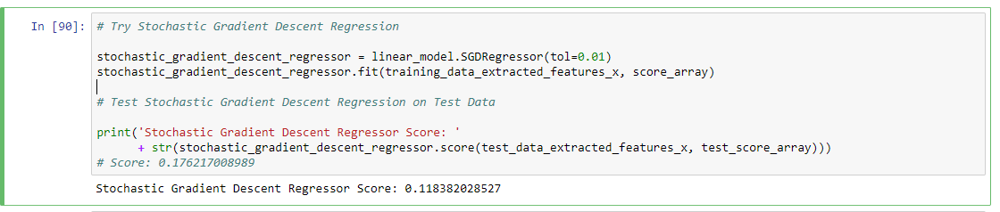 In [90]:
# Try Stochastic Gradient Descent Regression
stochastic_gradient_descent_regressor = linear_model.SGDRegressor(tol=0.01)
stochastic_gradient_descent_regressor.fit(training_data_extracted_features_x, score_array)
# Test Stochastic Gradient Descent Regression on Test Data
print('Stochastic Gradient Descent Regressor Score: '
+ str(stochastic_gradient_descent_regressor.score(test_data_extracted_features_x, test_score_array)))
# Score: 0.176217008989
Stochastic Gradient Descent Regressor Score: 0.118382028527